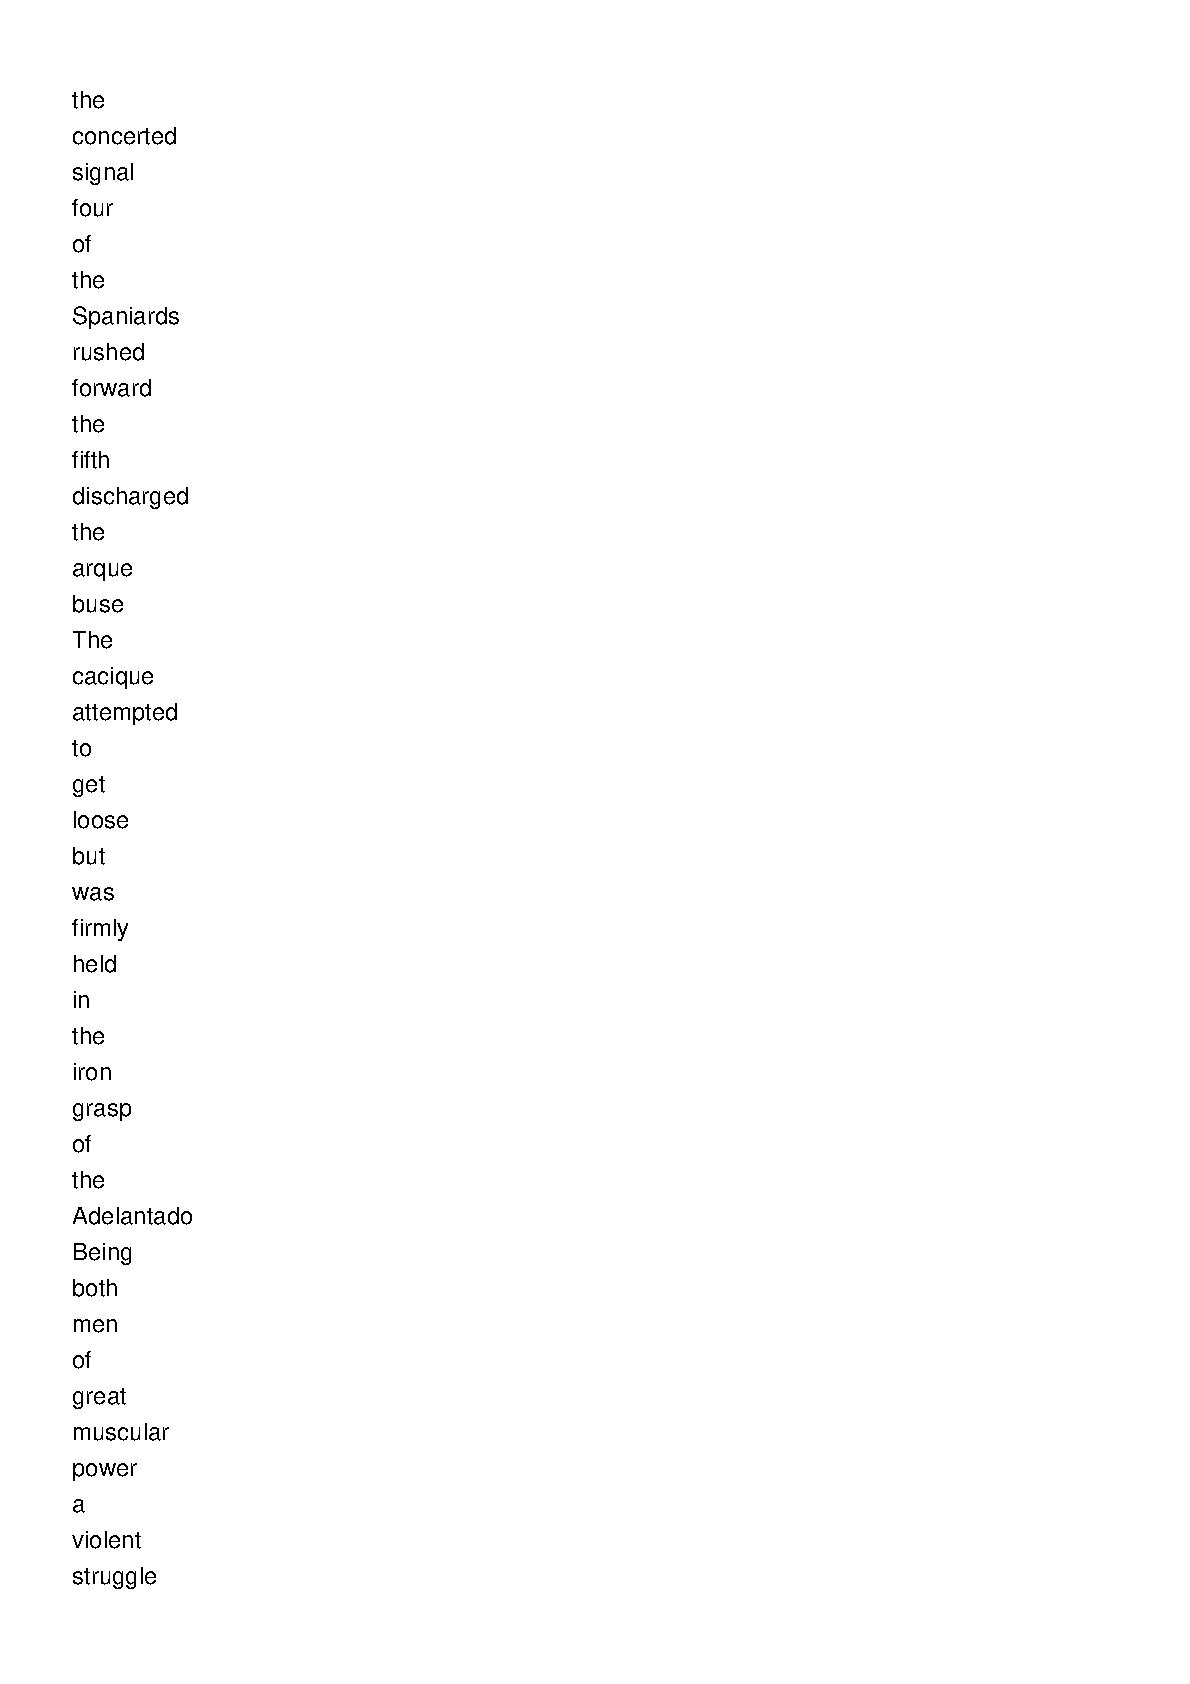 the
concerted
signal
four
of
the
Spaniards
rushed
forward
the
fifth
discharged
the
arque
buse
The
cacique
attempted
to
get
loose
but
was
firmly
held
in
the
iron
grasp
of
the
Adelantado
Being
both
men
of
great
muscular
power
a
violent
struggle